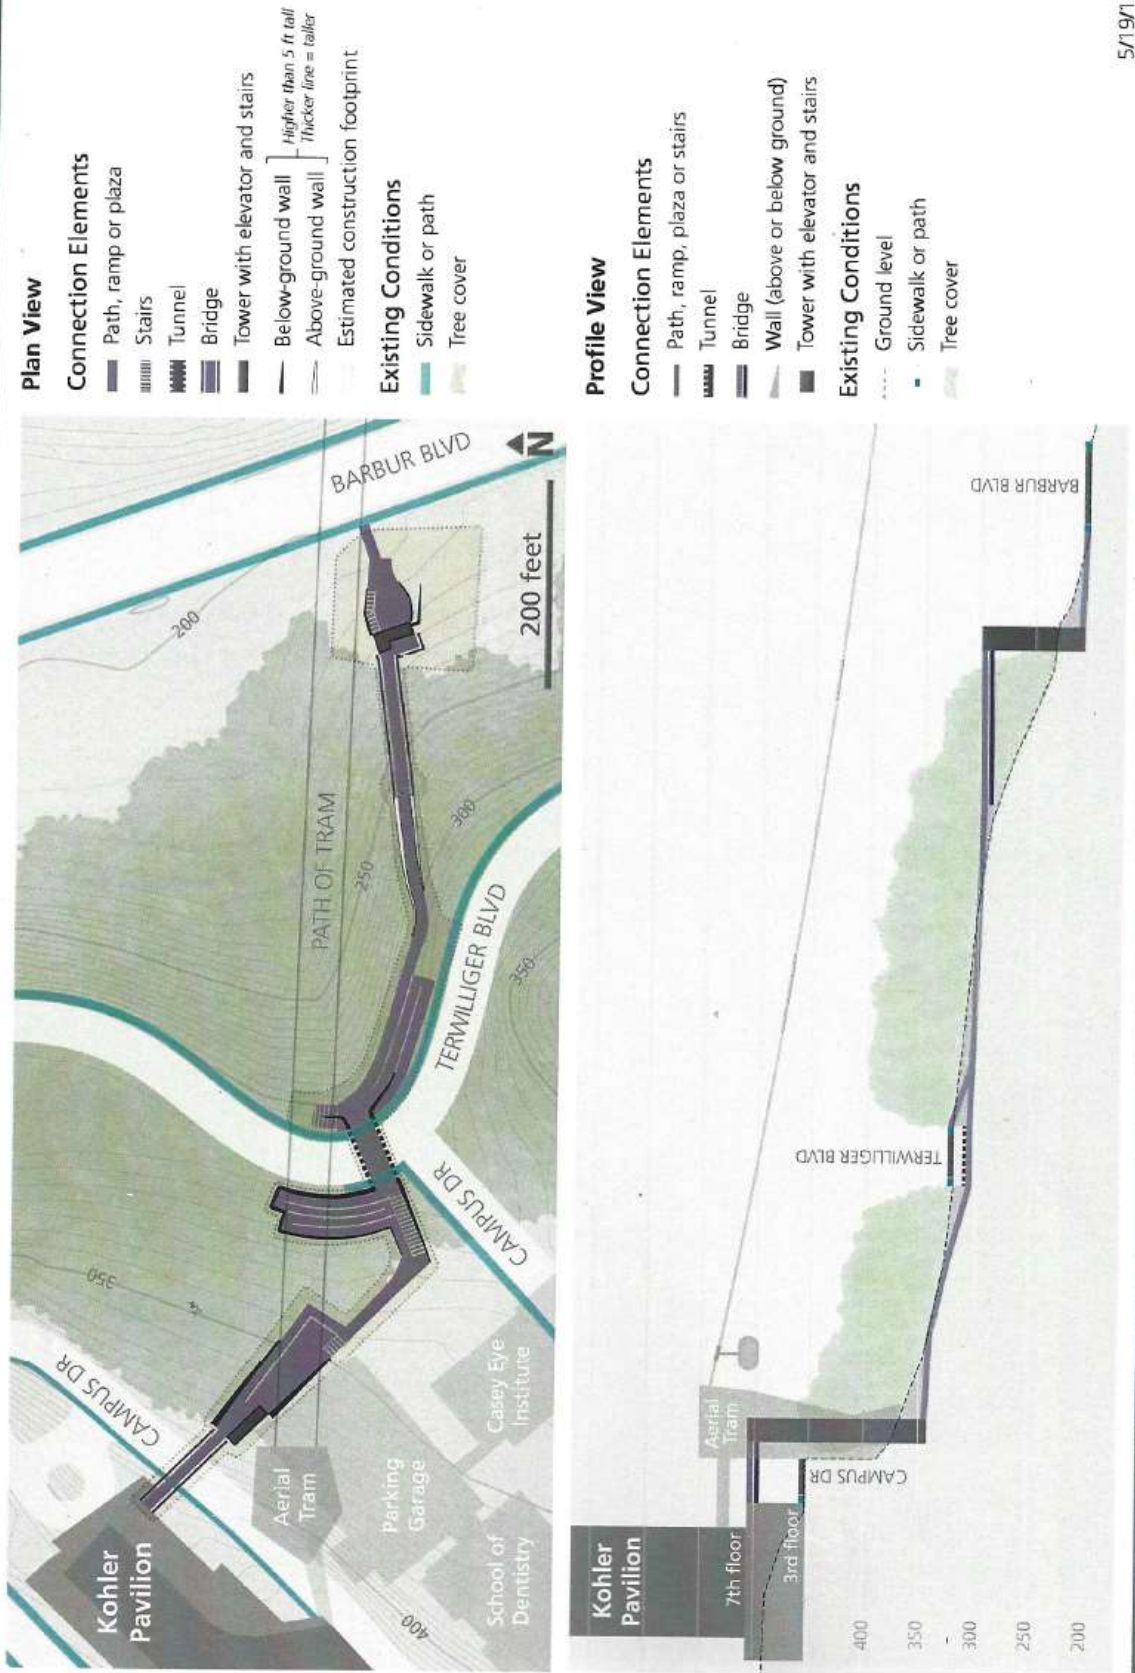 Plan View
Connection Elements
Path, ramp or plaza
Stairs
Tunnel
Bridge
Tower with elevator and stairs
Below-ground wall
Above-ground wall
Higher than 5 ft tall
Thicker line = taller
Estimated construction footprint
Existing Conditions
Sidewalk or path
Tree cover
Kohler
Pavilion
CAMPUS DR
350
Aerial
Tram
Parking
Garage
School of
Dentistry
400
Casey Eye
Institute
CAMPUS DR
TERWILLIGER BLVD
350
PATH OF TRAM
250
300
200
BARBUR BLVD
N
200 feet
Profile View
Connection Elements
Path, ramp, plaza or stairs
Tunnel
Bridge
Wall (above or below ground)
Tower with elevator and stairs
Existing Conditions
Ground level
Sidewalk or path
Tree cover
Kohler
Pavilion
7th floor
3rd floor
Aerial
Tram
CAMPUS DR
TERWILLIGER BLVD
BARBUR BLVD
400
350
300
250
200
5/19/1